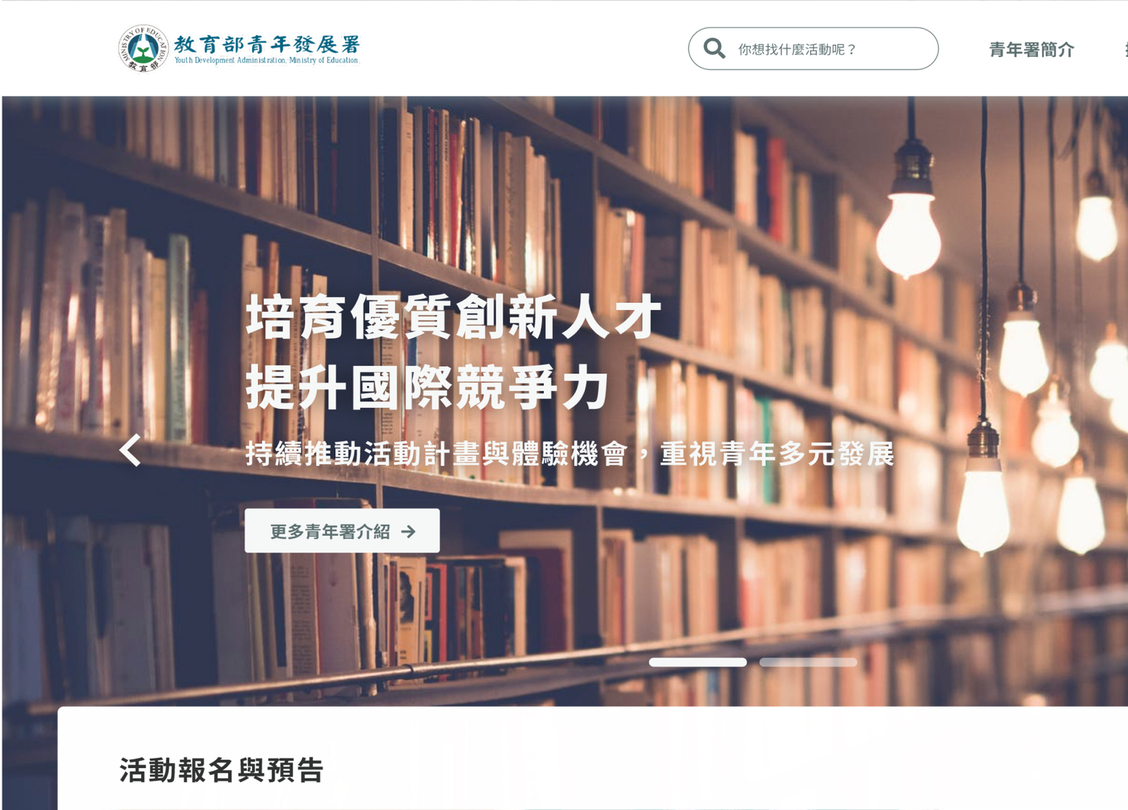 教育部青年發展署
Youth Development Administration. Ministry of Education.
MINISTRY OF EDUCATION
教育部
你想找什麼活動呢？
青年署簡介
培育優質創新人才
提升國際競爭力
持續推動活動計畫與體驗機會，重視青年多元發展
更多青年署介紹
活動報名與預告